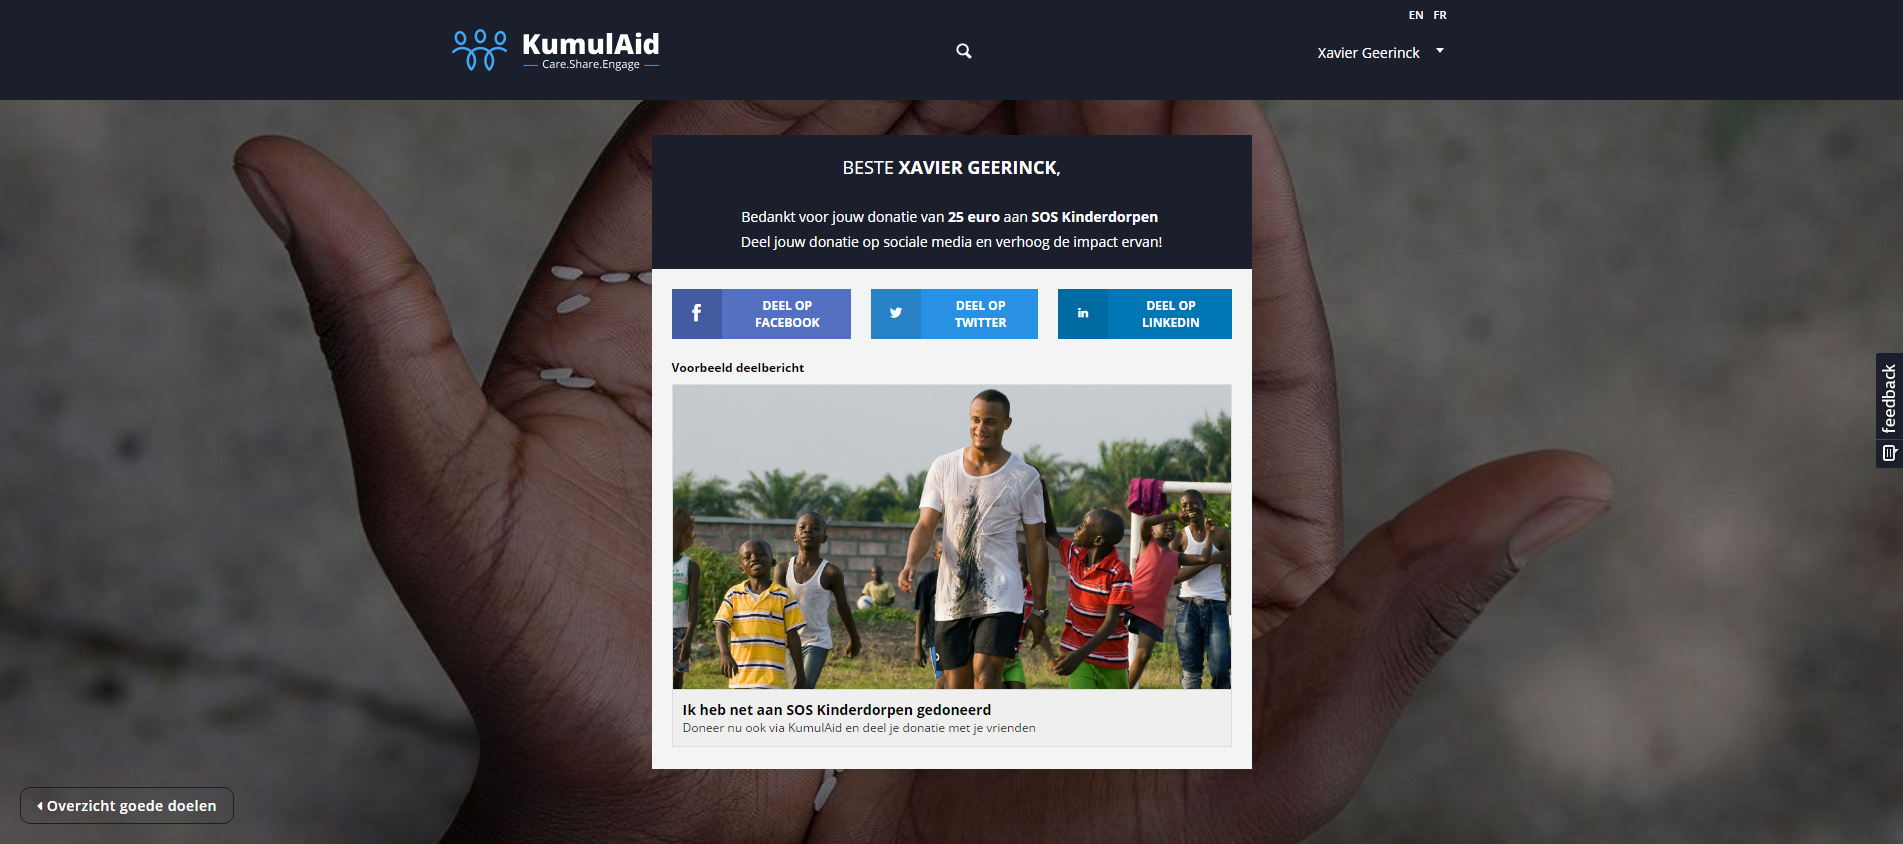 EN FR
KumulAid
Care.Share.Engage
Xavier Geerinck
BESTE XAVIER GEERINCK,
Bedankt voor jouw donatie van 25 euro aan SOS Kinderdorpen
Deel jouw donatie op sociale media en verhoog de impact ervan!
DEEL OP
FACEBOOK
DEEL OP
TWITTER
in
DEEL OP
LINKEDIN
Voorbeeld deelbericht
Ik heb net aan SOS Kinderdorpen gedoneerd
Doneer nu ook via KumulAid en deel je donatie met je vrienden
feedback
Overzicht goede doelen